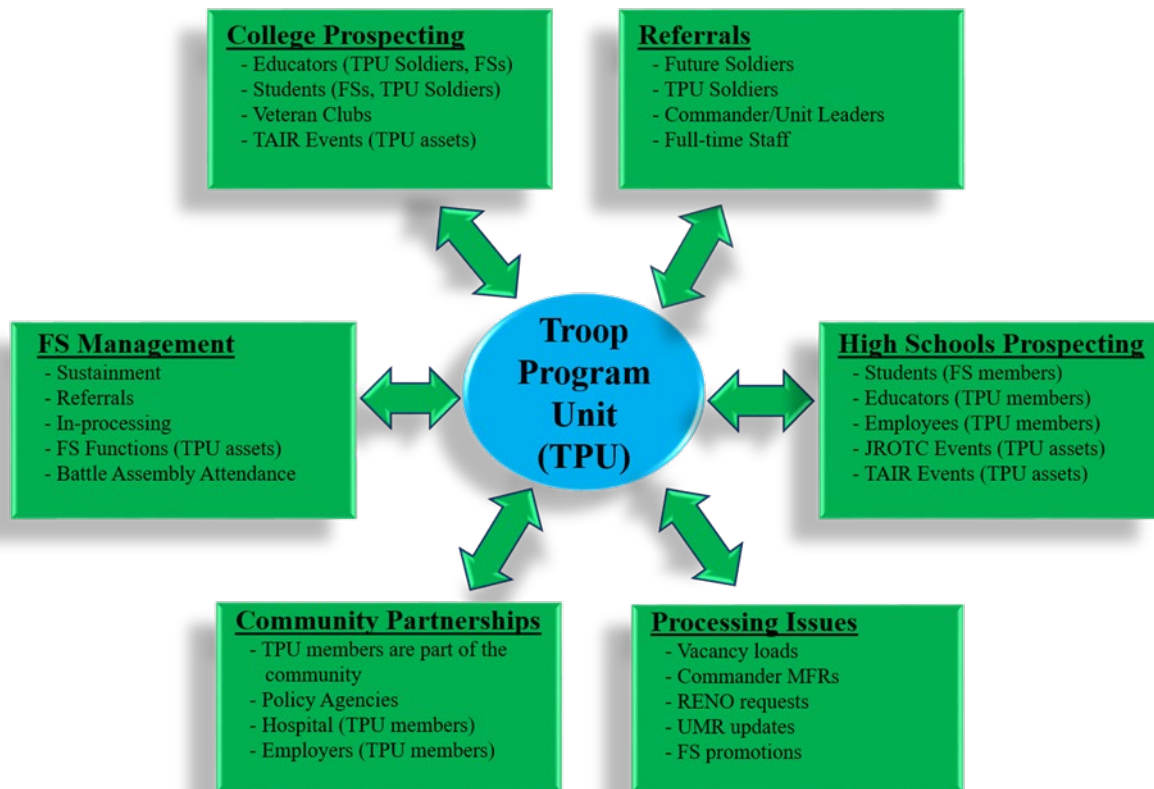 College Prospecting
- Educators (TPU Soldiers, FSs)
- Students (FSs, TPU Soldiers)
- Veteran Clubs
- TAIR Events (TPU assets)
Referrals
- Future Soldiers
- TPU Soldiers
- Commander/Unit Leaders
- Full-time Staff
FS Management
- Sustainment
- Referrals
- In-processing
- FS Functions (TPU assets)
- Battle Assembly Attendance
Troop
Program
Unit
(TPU)
High Schools Prospecting
- Students (FS members)
- Educators (TPU members)
- Employees (TPU members)
- JROTC Events (TPU assets)
- TAIR Events (TPU assets)
Community Partnerships
- TPU members are part of the
community
- Policy Agencies
- Hospital (TPU members)
- Employers (TPU members)
Processing Issues
- Vacancy loads
- Commander MFRs
- RENO requests
- UMR updates
- FS promotions